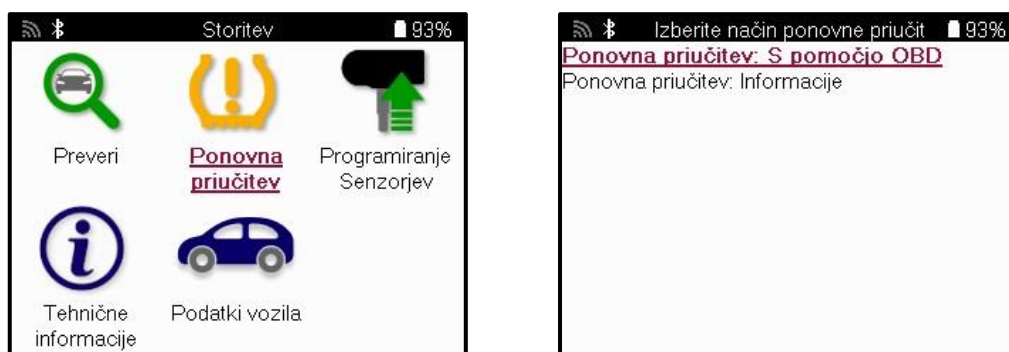 Storitev 93%
Preveri
Ponovna
priučitev
Programiranje
Senzorjev
Tehnične
informacije
Podatki vozila
Izberite način ponovne priučit 93%
Ponovna priučitev: S pomočjo OBD
Ponovna priučitev: Informacije